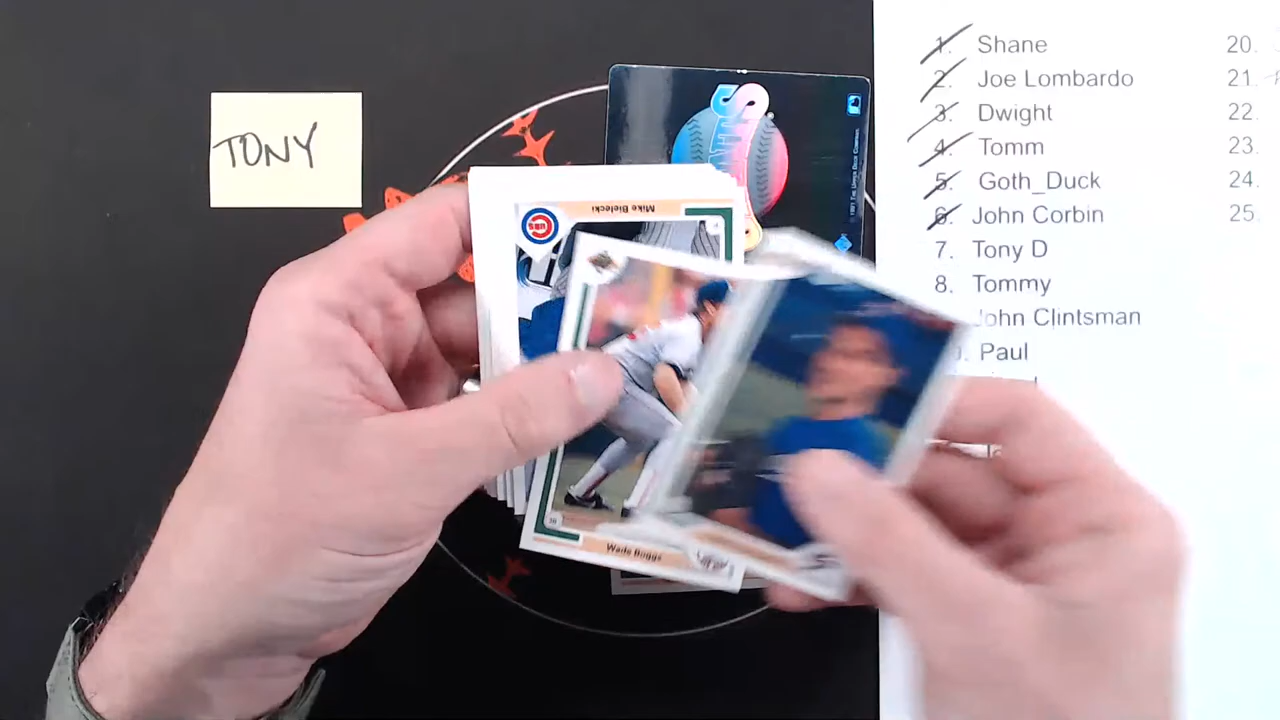 TONY
1. Shane
2. Joe Lombardo
3. Dwight
4. Tomm
5. Goth_Duck
6. John Corbin
7. Tony D
8. Tommy
John Clintsman
Paul
20.
21.
22.
23.
24.
25.
Mike Bielecki
CUBS
Wade Boggs